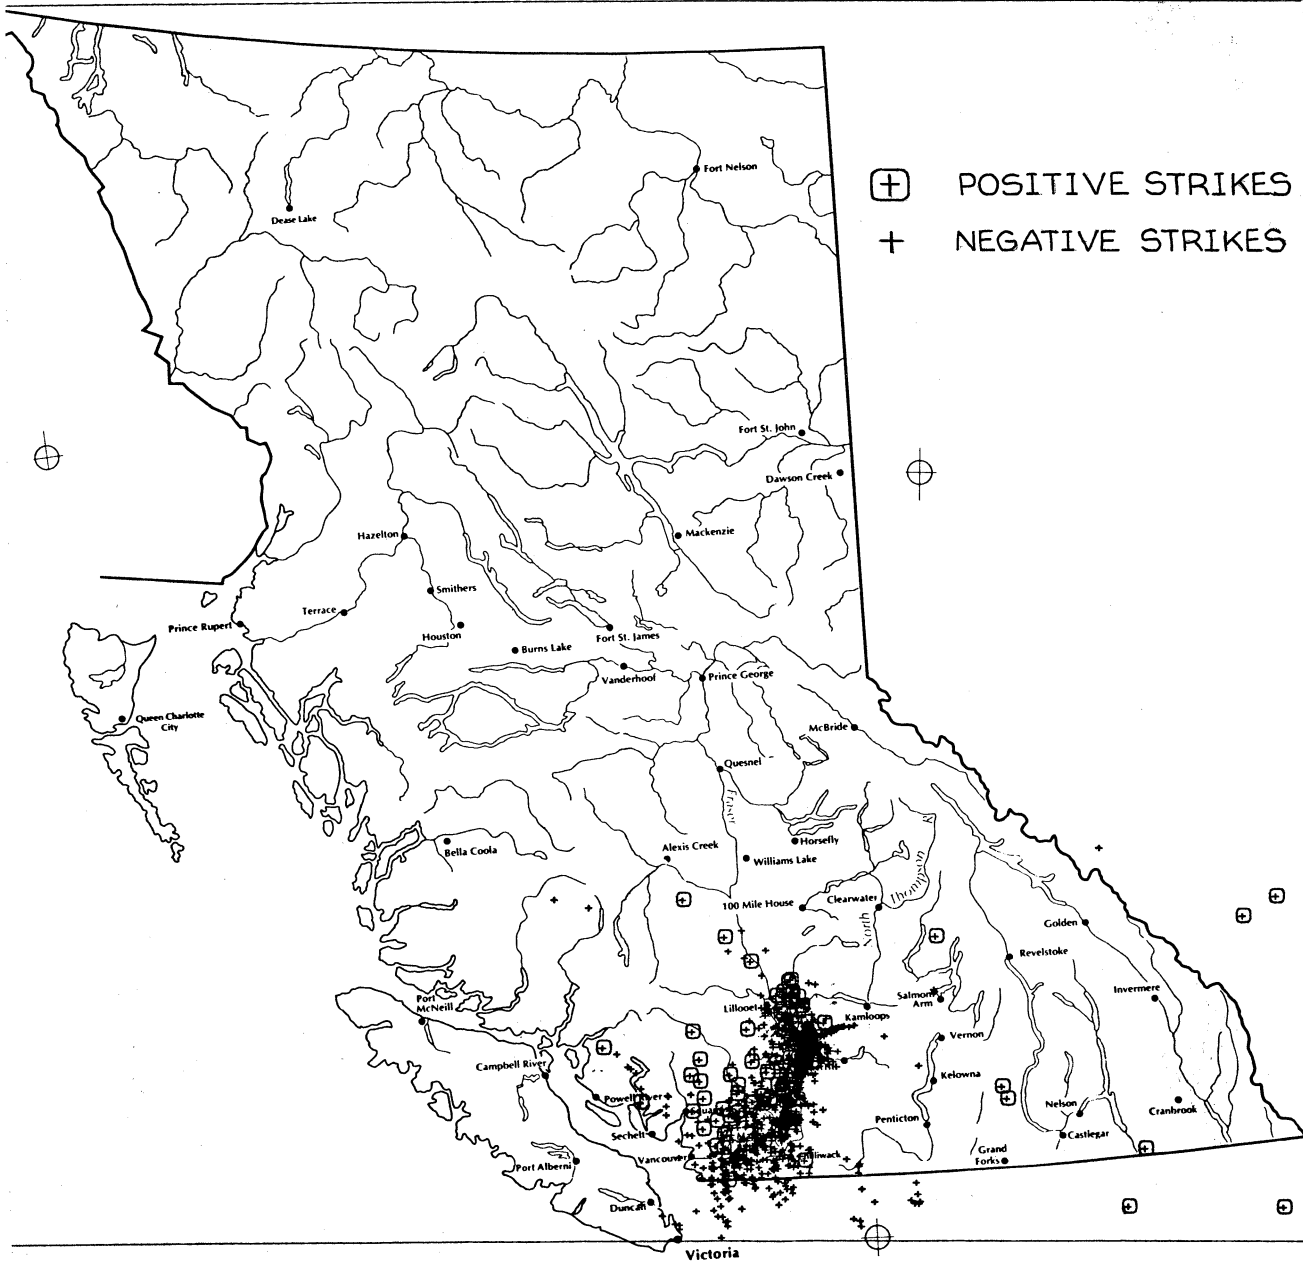 Fort Nelson
POSITIVE STRIKES
Dease Lake
NEGATIVE STRIKES
Fort St. John
Dawson Creek
Hazelton
Mackenzie
Smithers
Terrace
Prince Rupert
Houston
Fort St. James
Burns Lake
Vanderhoof
Prince George
Queen Charlotte
City
McBride
Quesnel
Fraser
Horsefly
Alexis Creek
Bella Coola
Williams Lake
Thompson
N
100 Mile House
Clearwater
North
Golden
Revelstoke
Port
McNeill
Lillooet
Salmon
Arm
Invermere
Kamloops
Vernon
Campbell River
Kelowna
Powell River
Nelson
Cranbrook
Penticton
Sechelt
Castlegar
Vancouver
Grand
Forks
Port Alberni
Duncan
Victoria